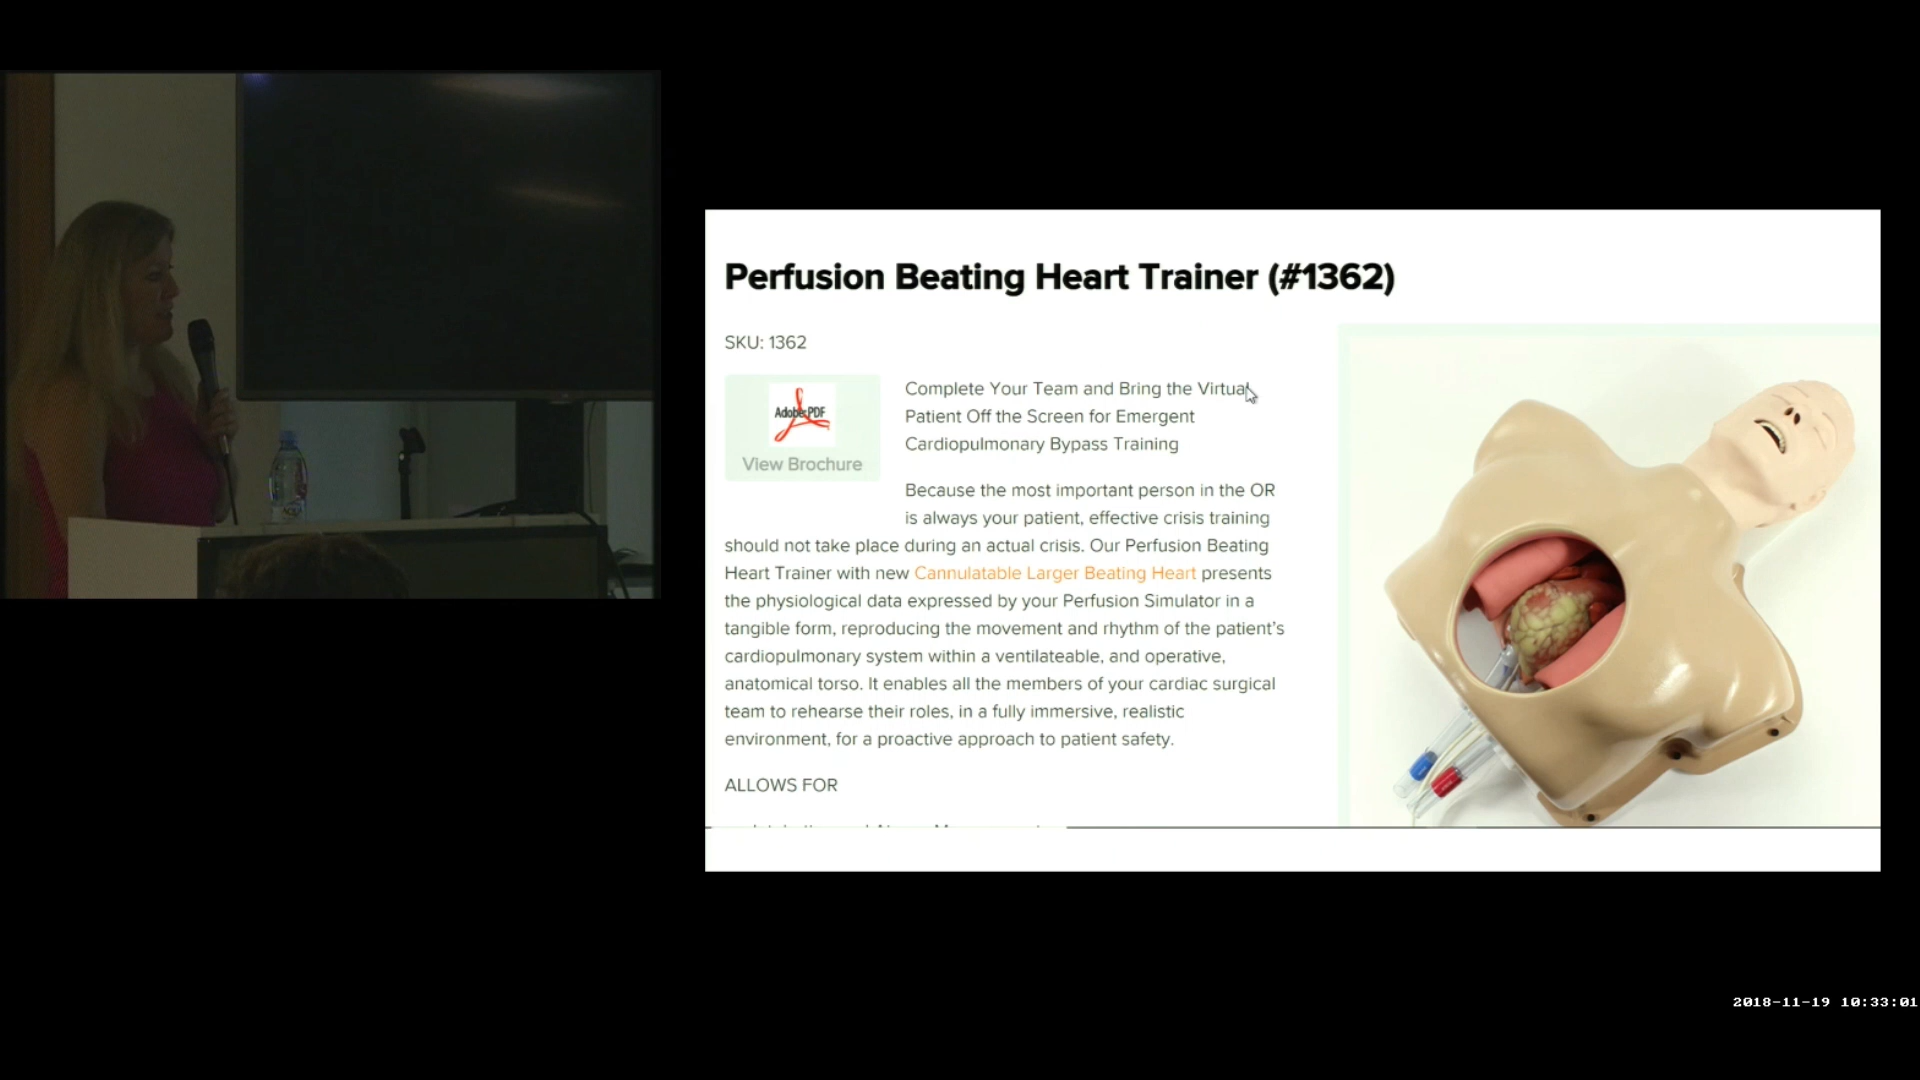 Perfusion Beating Heart Trainer (#1362)
SKU: 1362
Adobe PDF
View Brochure
Complete Your Team and Bring the Virtual
Patient Off the Screen for Emergent
Cardiopulmonary Bypass Training
Because the most important person in the OR
is always your patient, effective crisis training
should not take place during an actual crisis. Our Perfusion Beating
Heart Trainer with new Cannulatable Larger Beating Heart presents
the physiological data expressed by your Perfusion Simulator in a
tangible form, reproducing the movement and rhythm of the patient’s
cardiopulmonary system within a ventilateable, and operative,
anatomical torso. It enables all the members of your cardiac surgical
team to rehearse their roles, in a fully immersive, realistic
environment, for a proactive approach to patient safety.
ALLOWS FOR
2018-11-19 10:33:01